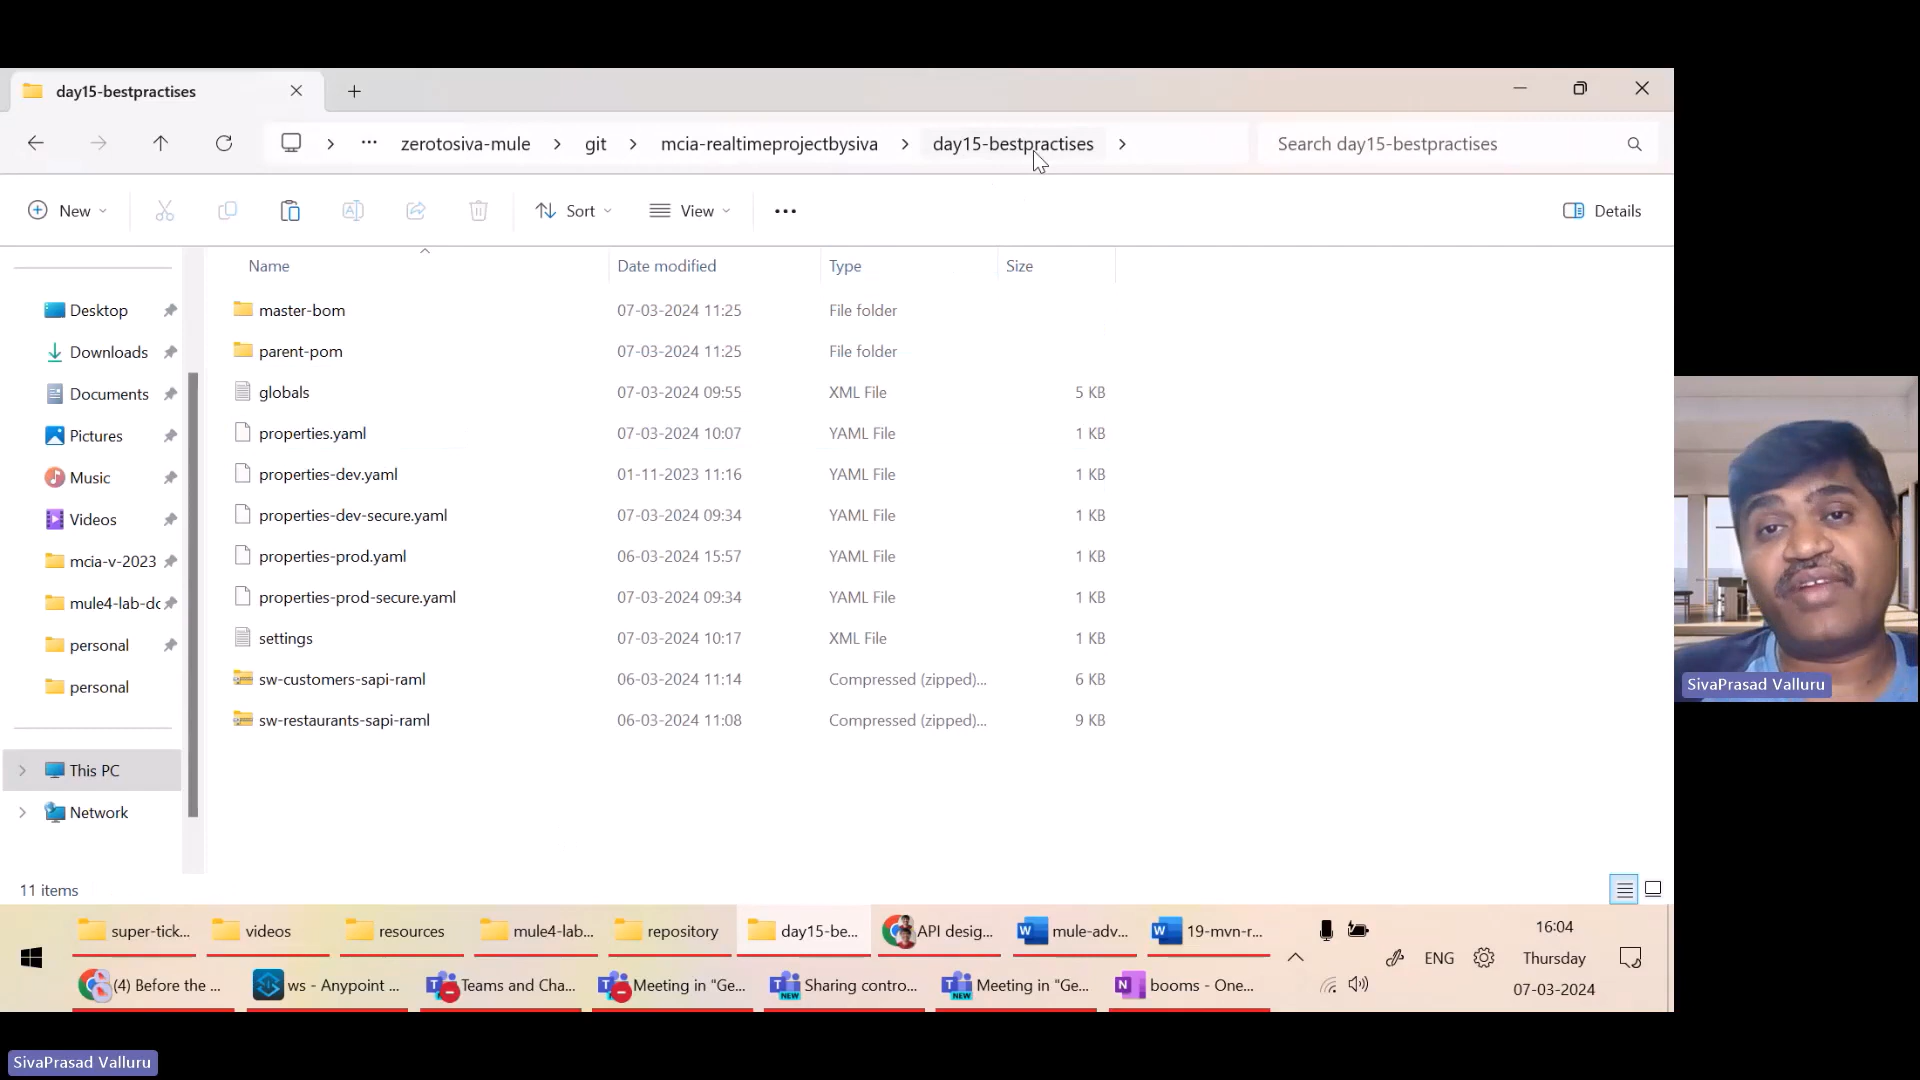 day15-bestpractises
zerotosiva-mule
git
mcia-realtimeprojectbysiva
day15-bestpractises
Search day15-bestpractises
New
Sort
View
Details
Name
Date modified
Type
Size
Desktop
Downloads
Documents
Pictures
Music
Videos
mcia-v-2023
mule4-lab-dc
personal
personal
This PC
Network
master-bom 07-03-2024 11:25 File folder
parent-pom 07-03-2024 11:25 File folder
globals 07-03-2024 09:55 XML File 5 KB
properties.yaml 07-03-2024 10:07 YAML File 1 KB
properties-dev.yaml 01-11-2023 11:16 YAML File 1 KB
properties-dev-secure.yaml 07-03-2024 09:34 YAML File 1 KB
properties-prod.yaml 06-03-2024 15:57 YAML File 1 KB
properties-prod-secure.yaml 07-03-2024 09:34 YAML File 1 KB
settings 07-03-2024 10:17 XML File 1 KB
sw-customers-sapi-raml 06-03-2024 11:14 Compressed (zipped)... 6 KB
sw-restaurants-sapi-raml 06-03-2024 11:08 Compressed (zipped)... 9 KB
SivaPrasad Valluru
11 items
super-tick...
videos
resources
mule4-lab...
repository
day15-be...
API desig...
mule-adv...
19-mvn-r...
(4) Before the ...
ws - Anypoint ...
Teams and Cha...
Meeting in "Ge...
Sharing contro...
Meeting in "Ge...
booms - One...
ENG
16:04
Thursday
07-03-2024
SivaPrasad Valluru